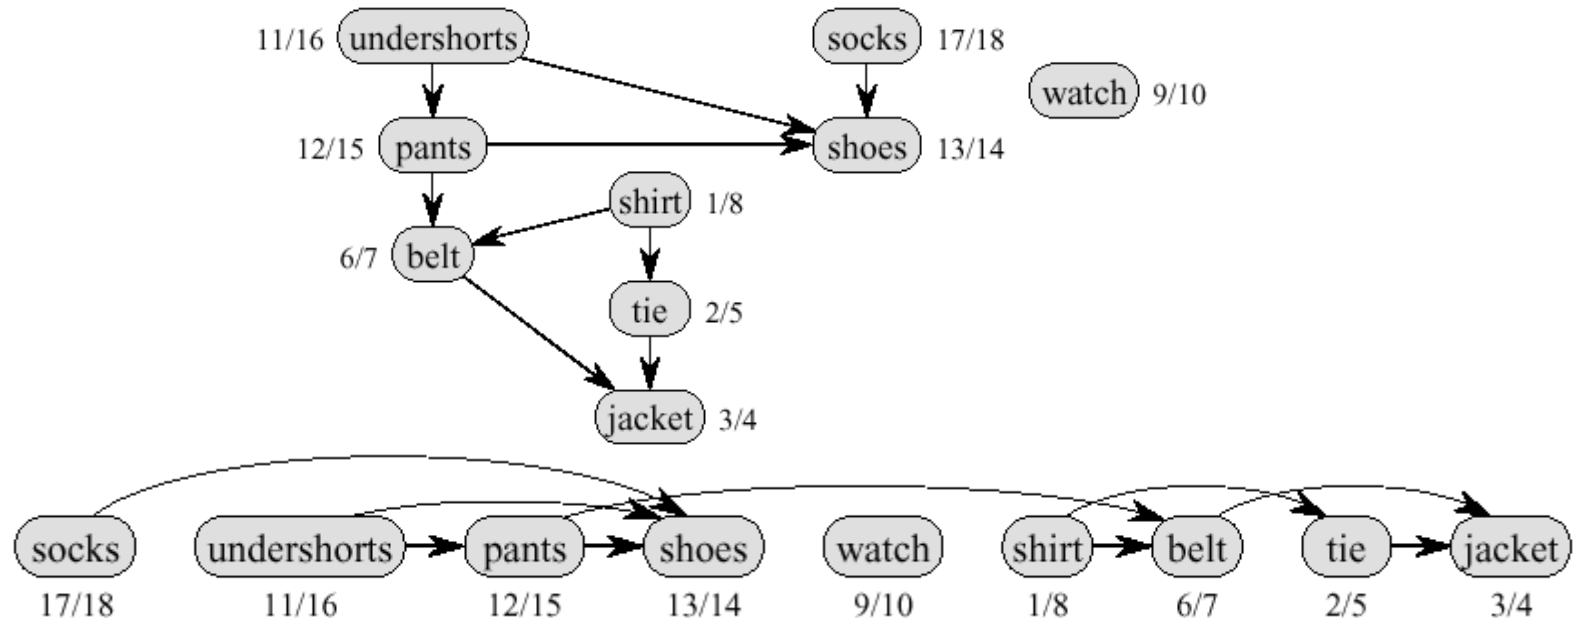 11/16 undershorts socks 17/18
watch 9/10
12/15 pants shoes 13/14
shirt 1/8
6/7 belt
tie 2/5
jacket 3/4
socks undershorts pants shoes watch shirt belt tie jacket
17/18 11/16 12/15 13/14 9/10 1/8 6/7 2/5 3/4